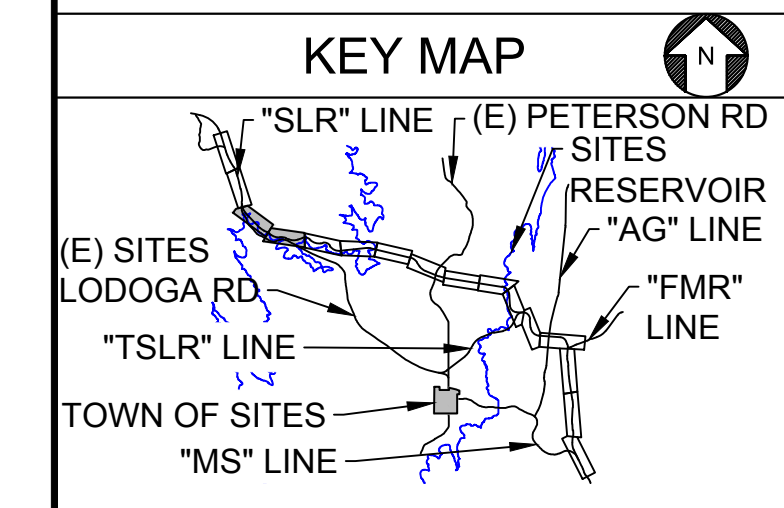 KEY MAP
N
"SLR" LINE
(E) PETERSON RD
SITES
RESERVOIR
"AG" LINE
(E) SITES
LODOGA RD
"FMR"
LINE
"TSLR" LINE
TOWN OF SITES
"MS" LINE